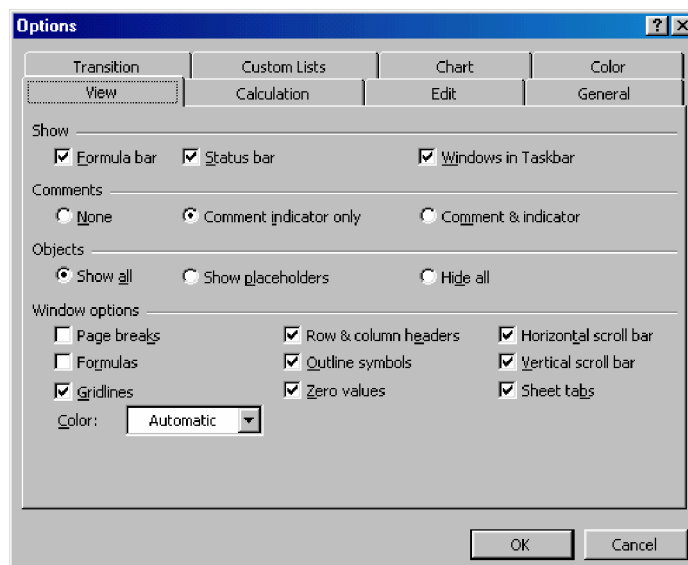 Options
Transition Custom Lists Chart Color
View Calculation Edit General
Show
Formula bar Status bar Windows in Taskbar
Comments
None Comment indicator only Comment & indicator
Objects
Show all Show placeholders Hide all
Window options
Page breaks Row & column headers Horizontal scroll bar
Formulas Outline symbols Vertical scroll bar
Gridlines Zero values Sheet tabs
Color: Automatic
OK Cancel